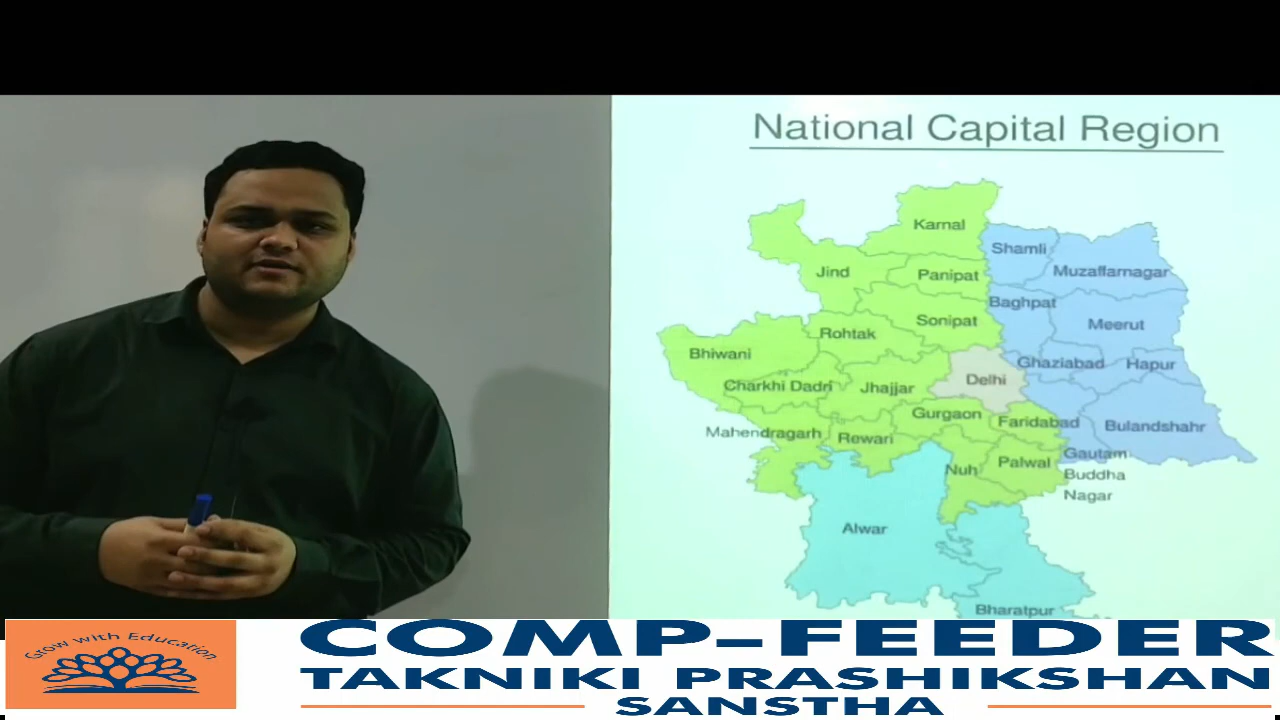 National Capital Region
Karnal
Shamli
Jind
Panipat
Muzaffarnagar
Baghpat
Sonipat
Meerut
Rohtak
Bhiwani
Ghaziabad
Hapur
Delhi
Charkhi Dadri
Jhajjar
Gurgaon
Faridabad
Bulandshahr
Mahendragarh
Rewari
Gautam
Buddha
Nagar
Nuh
Palwal
Alwar
Bharatpur
Grow with Education
COMP-FEEDER
TAKNIKI PRASHIKSHAN
SANSTHA